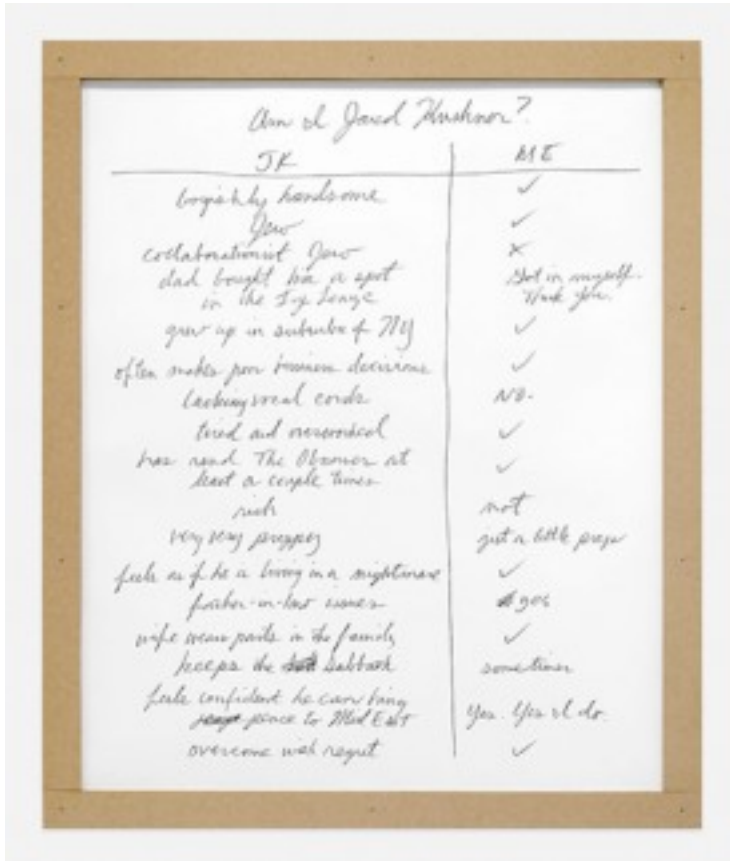 Am I Jared Kushner?
JK ME
boyishly handsome ✓
Jew ✓
collaborationist Jew ×
dad bought him a spot Got in myself.
in the Ivy League Thank you.
grew up in suburbs of NY ✓
often makes poor business decisions ✓
lacking vocal cords NO.
tired and overworked ✓
has read The Observer at ✓
least a couple times
rich not
very very preppy just a little preppy
feels as if he is living in a nightmare ✓
father-in-law issues yes
wife wears pants in the family ✓
keeps the sabbath sometimes
feels confident he can bring Yes. Yes I do.
peace to Mid East
overcome with regret ✓